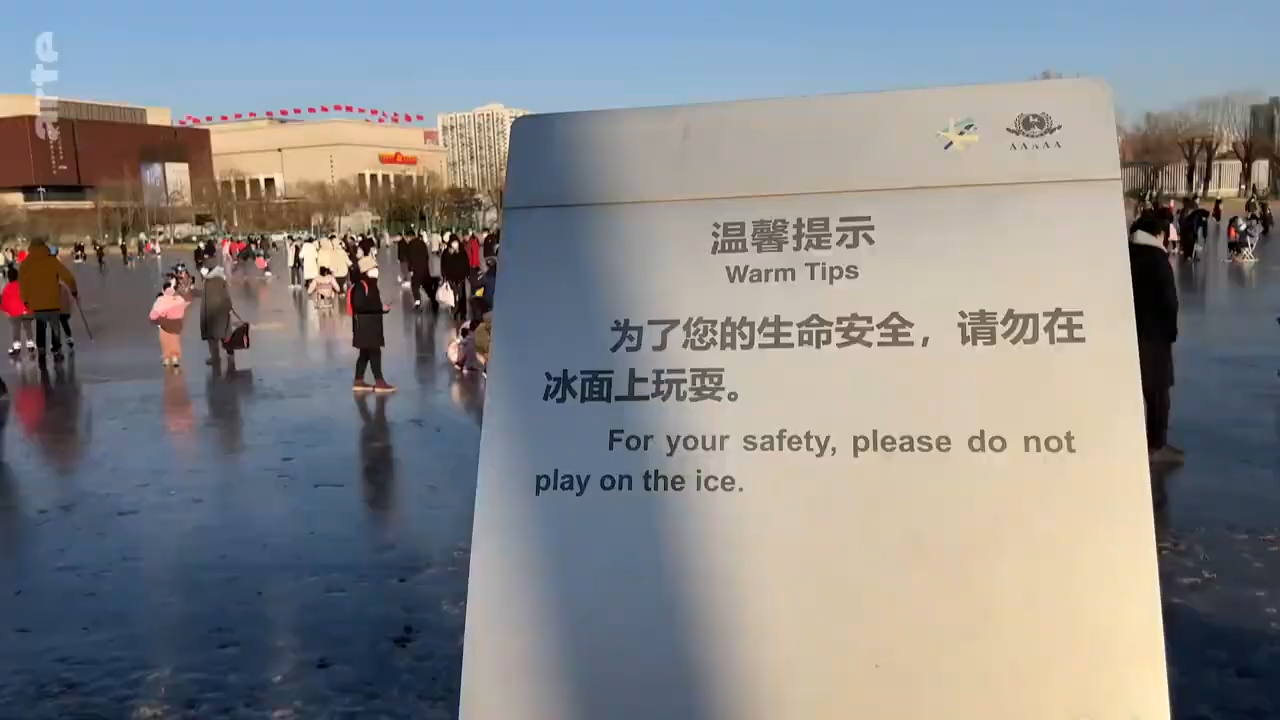 arte
AAAAA
温馨提示
Warm Tips
为了您的生命安全，请勿在
冰面上玩耍。
For your safety, please do not
play on the ice.